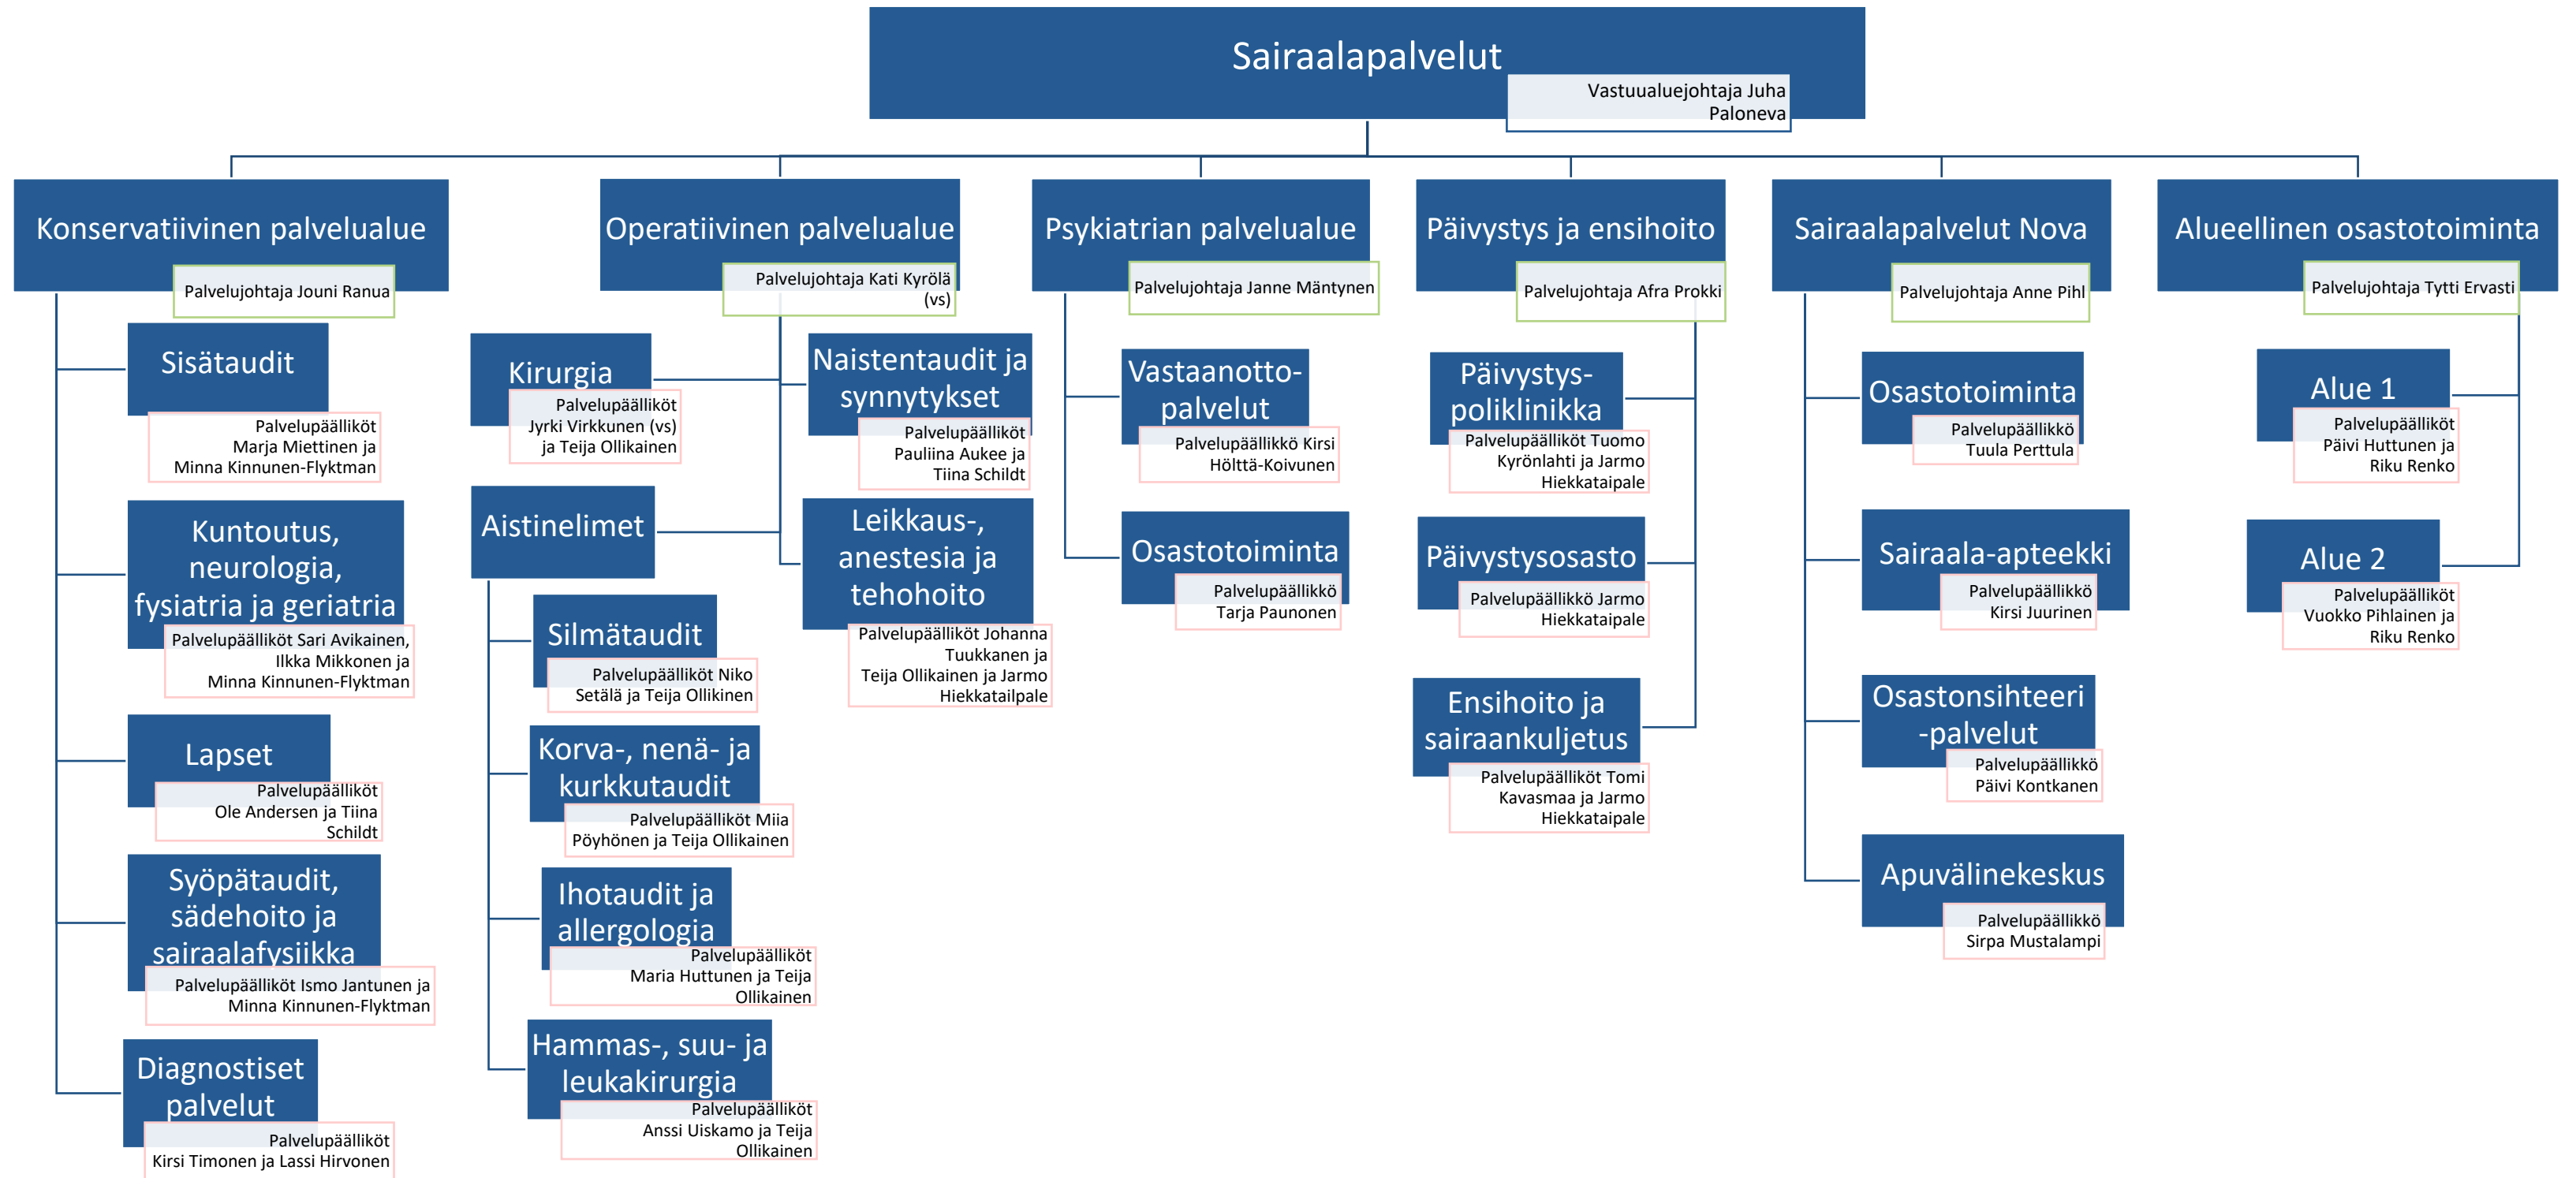 Sairaalapalvelut
Vastuualuejohtaja Juha
Paloneva
Konservatiivinen palvelualue
Palvelujohtaja Jouni Ranua
Sisätaudit
Palvelupäälliköt
Marja Miettinen ja
Minna Kinnunen-Flyktman
Kuntoutus,
neurologia,
fysiatria ja geriatria
Palvelupäälliköt Sari Avikainen,
Ilkka Mikkonen ja
Minna Kinnunen-Flyktman
Lapset
Palvelupäälliköt
Ole Andersen ja Tiina
Schildt
Syöpätaudit,
sädehoito ja
sairaalafysiikka
Palvelupäälliköt Ismo Jantunen ja
Minna Kinnunen-Flyktman
Diagnostiset
palvelut
Palvelupäälliköt
Kirsi Timonen ja Lassi Hirvonen
Operatiivinen palvelualue
Palvelujohtaja Kati Kyrölä
(vs)
Kirurgia
Palvelupäälliköt
Jyrki Virkkunen (vs)
ja Teija Ollikainen
Naistentaudit ja
synnytykset
Palvelupäälliköt
Pauliina Aukee ja
Tiina Schildt
Aistinelimet
Leikkaus-,
anestesia ja
tehohoito
Palvelupäälliköt Johanna
Tuukkanen ja
Teija Ollikainen ja Jarmo
Hiekkatailpale
Silmätaudit
Palvelupäälliköt Niko
Setälä ja Teija Ollikinen
Korva-, nenä- ja
kurkkutaudit
Palvelupäälliköt Miia
Pöyhönen ja Teija Ollikainen
Ihotaudit ja
allergologia
Palvelupäälliköt
Maria Huttunen ja Teija
Ollikainen
Hammas-, suu- ja
leukakirurgia
Palvelupäälliköt
Anssi Uiskamo ja Teija
Ollikainen
Psykiatrian palvelualue
Palvelujohtaja Janne Mäntynen
Vastaanotto-
palvelut
Palvelupäällikkö Kirsi
Hölttä-Koivunen
Osastotoiminta
Palvelupäällikkö
Tarja Paunonen
Päivystys ja ensihoito
Palvelujohtaja Afra Prokki
Päivystys-
poliklinikka
Palvelupäälliköt Tuomo
Kyrönlahti ja Jarmo
Hiekkataipale
Päivystysosasto
Palvelupäällikkö Jarmo
Hiekkataipale
Ensihoito ja
sairaankuljetus
Palvelupäälliköt Tomi
Kavasmaa ja Jarmo
Hiekkataipale
Sairaalapalvelut Nova
Palvelujohtaja Anne Pihl
Osastotoiminta
Palvelupäällikkö
Tuula Perttula
Sairaala-apteekki
Palvelupäällikkö
Kirsi Juurinen
Osastonsihteeri
-palvelut
Palvelupäällikkö
Päivi Kontkanen
Apuvälinekeskus
Palvelupäällikkö
Sirpa Mustalampi
Alueellinen osastotoiminta
Palvelujohtaja Tytti Ervasti
Alue 1
Palvelupäälliköt
Päivi Huttunen ja
Riku Renko
Alue 2
Palvelupäälliköt
Vuokko Pihlainen ja
Riku Renko